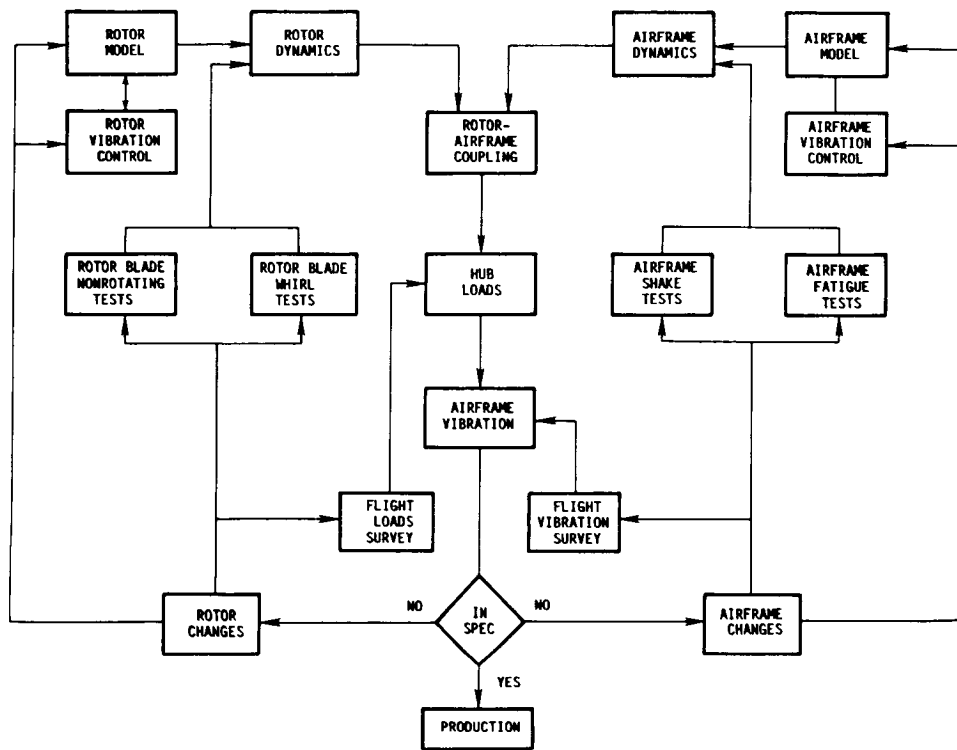 ROTOR
MODEL
ROTOR
DYNAMICS
AIRFRAME
DYNAMICS
AIRFRAME
MODEL
ROTOR
VIBRATION
CONTROL
ROTOR-
AIRFRAME
COUPLING
AIRFRAME
VIBRATION
CONTROL
ROTOR BLADE
NONROTATING
TESTS
ROTOR BLADE
WHIRL
TESTS
HUB
LOADS
AIRFRAME
SHAKE
TESTS
AIRFRAME
FATIGUE
TESTS
AIRFRAME
VIBRATION
FLIGHT
LOADS
SURVEY
FLIGHT
VIBRATION
SURVEY
ROTOR
CHANGES
NO
IN
SPEC
NO
AIRFRAME
CHANGES
YES
PRODUCTION